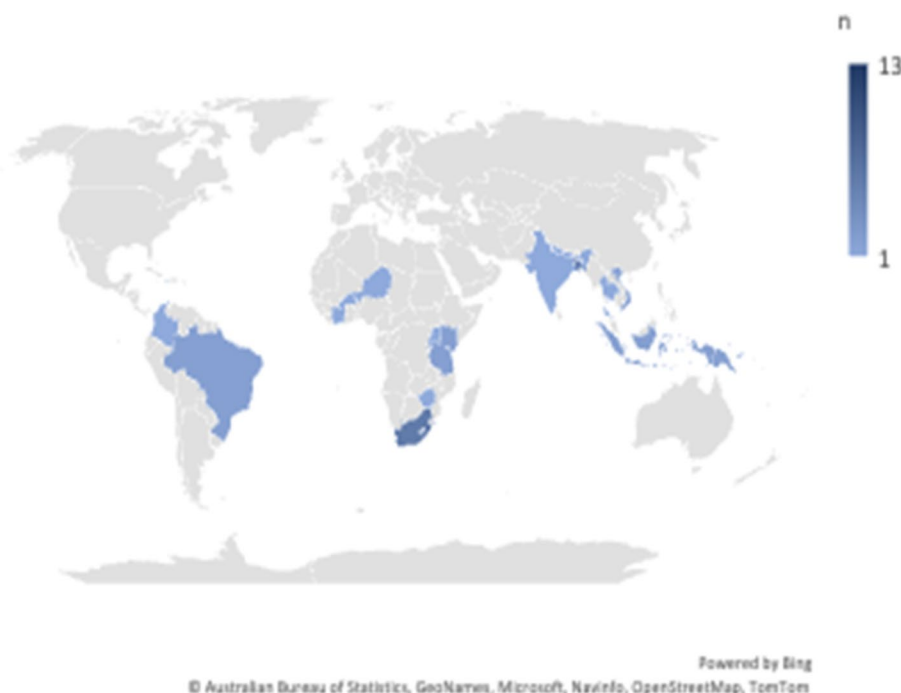 n
13
1
Powered by Bing
© Australian Bureau of Statistics, GeoNames, Microsoft, Navinfo, OpenStreetMap, TomTom